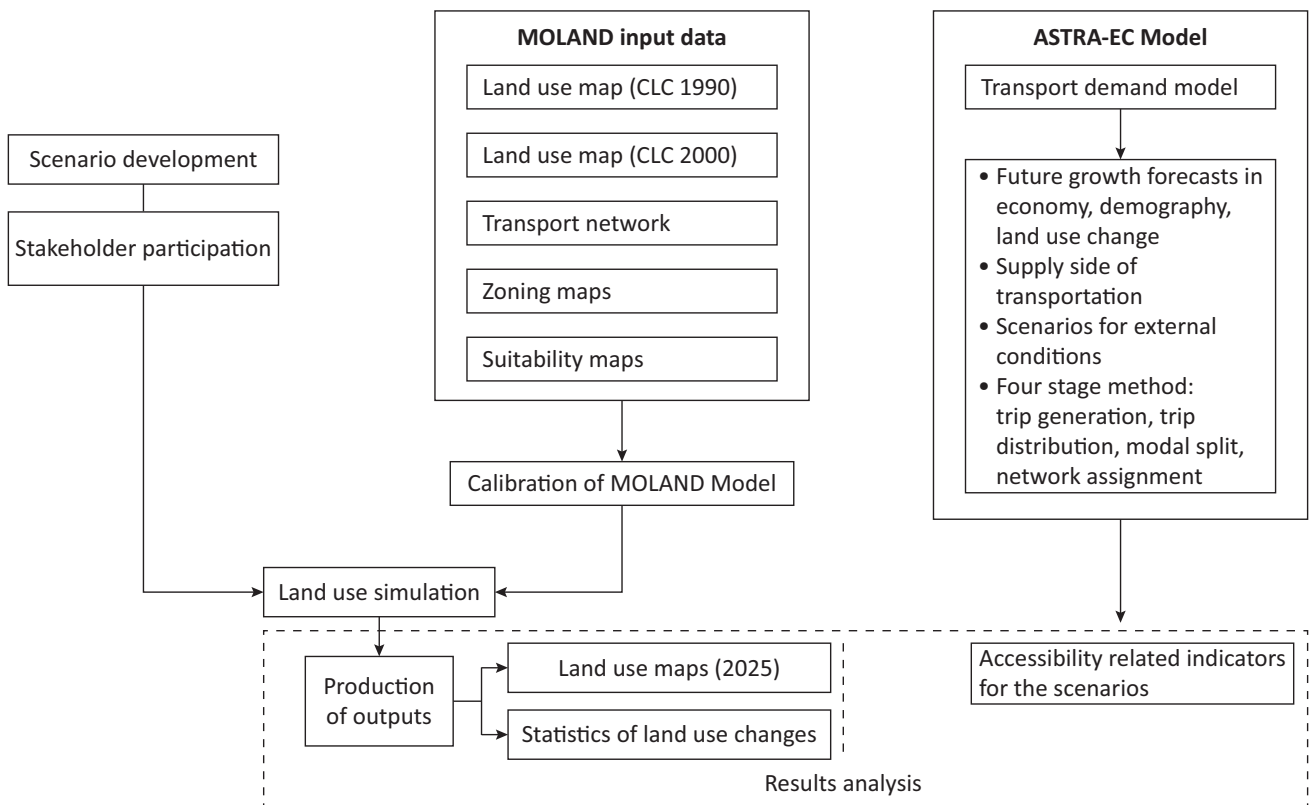 Scenario development
Stakeholder participation
MOLAND input data
Land use map (CLC 1990)
Land use map (CLC 2000)
Transport network
Zoning maps
Suitability maps
Calibration of MOLAND Model
ASTRA-EC Model
Transport demand model
• Future growth forecasts in
economy, demography,
land use change
• Supply side of
transportation
• Scenarios for external
conditions
• Four stage method:
trip generation, trip
distribution, modal split,
network assignment
Land use simulation
Production
of outputs
Land use maps (2025)
Statistics of land use changes
Accessibility related indicators
for the scenarios
Results analysis